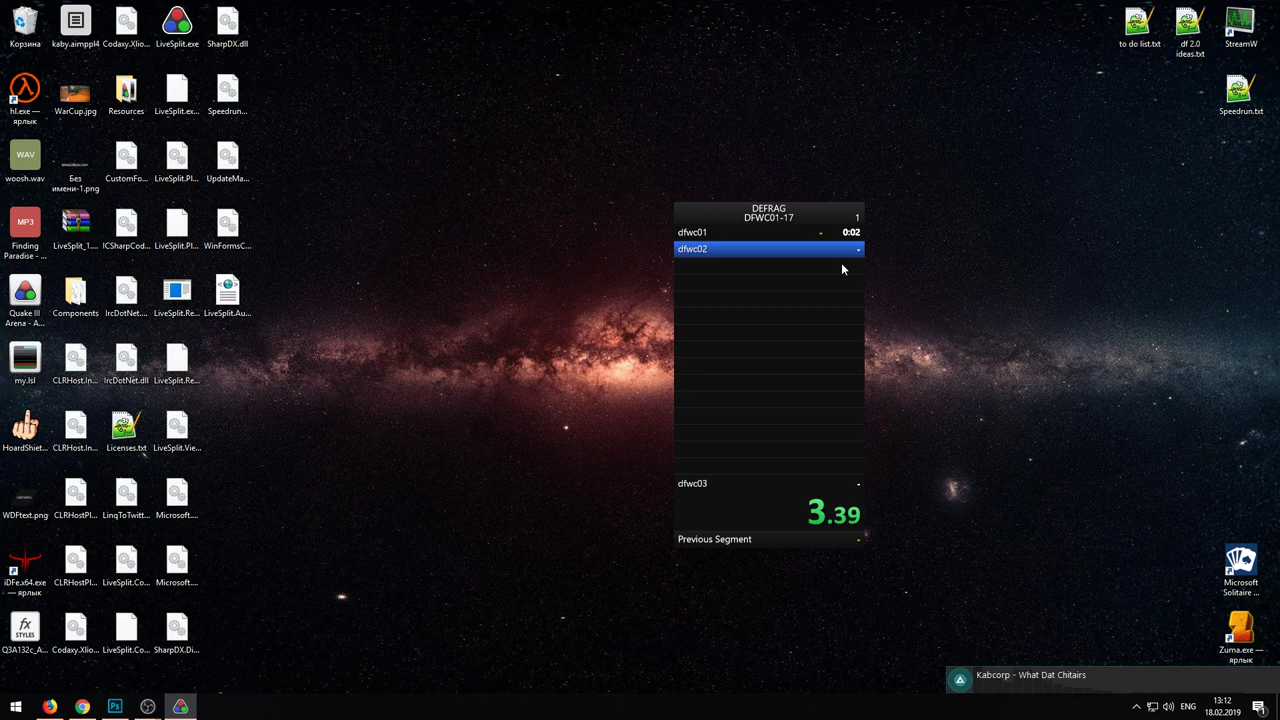 Корзина
kaby.aimppl4
Codaxy.Xlio...
LiveSplit.exe
SharpDX.dll
hl.exe —
ярлык
WarCup.jpg
Resources
LiveSplit.ex...
Speedrun...
WAV
woosh.wav
Без
имени-1.png
CustomFo...
LiveSplit.Pl...
UpdateMa...
MP3
Finding
Paradise - ...
LiveSplit_1....
ICSharpCod...
LiveSplit.Pl...
WinFormsC...
Quake III
Arena - A...
Components
IrcDotNet....
LiveSplit.Re...
LiveSplit.Au...
my.lsl
CLRHost.In...
IrcDotNet.dll
LiveSplit.Re...
HoardShiet...
CLRHost.In...
Licenses.txt
LiveSplit.Vie...
WDFtext.png
CLRHostPl...
LinqToTwitt...
Microsoft....
iDFe.x64.exe
— ярлык
CLRHostPl...
LiveSplit.Co...
Microsoft....
fx
STYLES
Q3A132c_A...
Codaxy.Xlio...
LiveSplit.Co...
SharpDX.Di...
DEFRAG
DFWC01-17 1
dfwc01 - 0:02
dfwc02 -
dfwc03 -
3.39
Previous Segment -
to do list.txt
df 2.0
ideas.txt
StreamW
Speedrun.txt
Microsoft
Solitaire ...
Zuma.exe —
ярлык
Kabcorp - What Dat Chitairs
Ps
ENG
13:12
18.02.2019
1